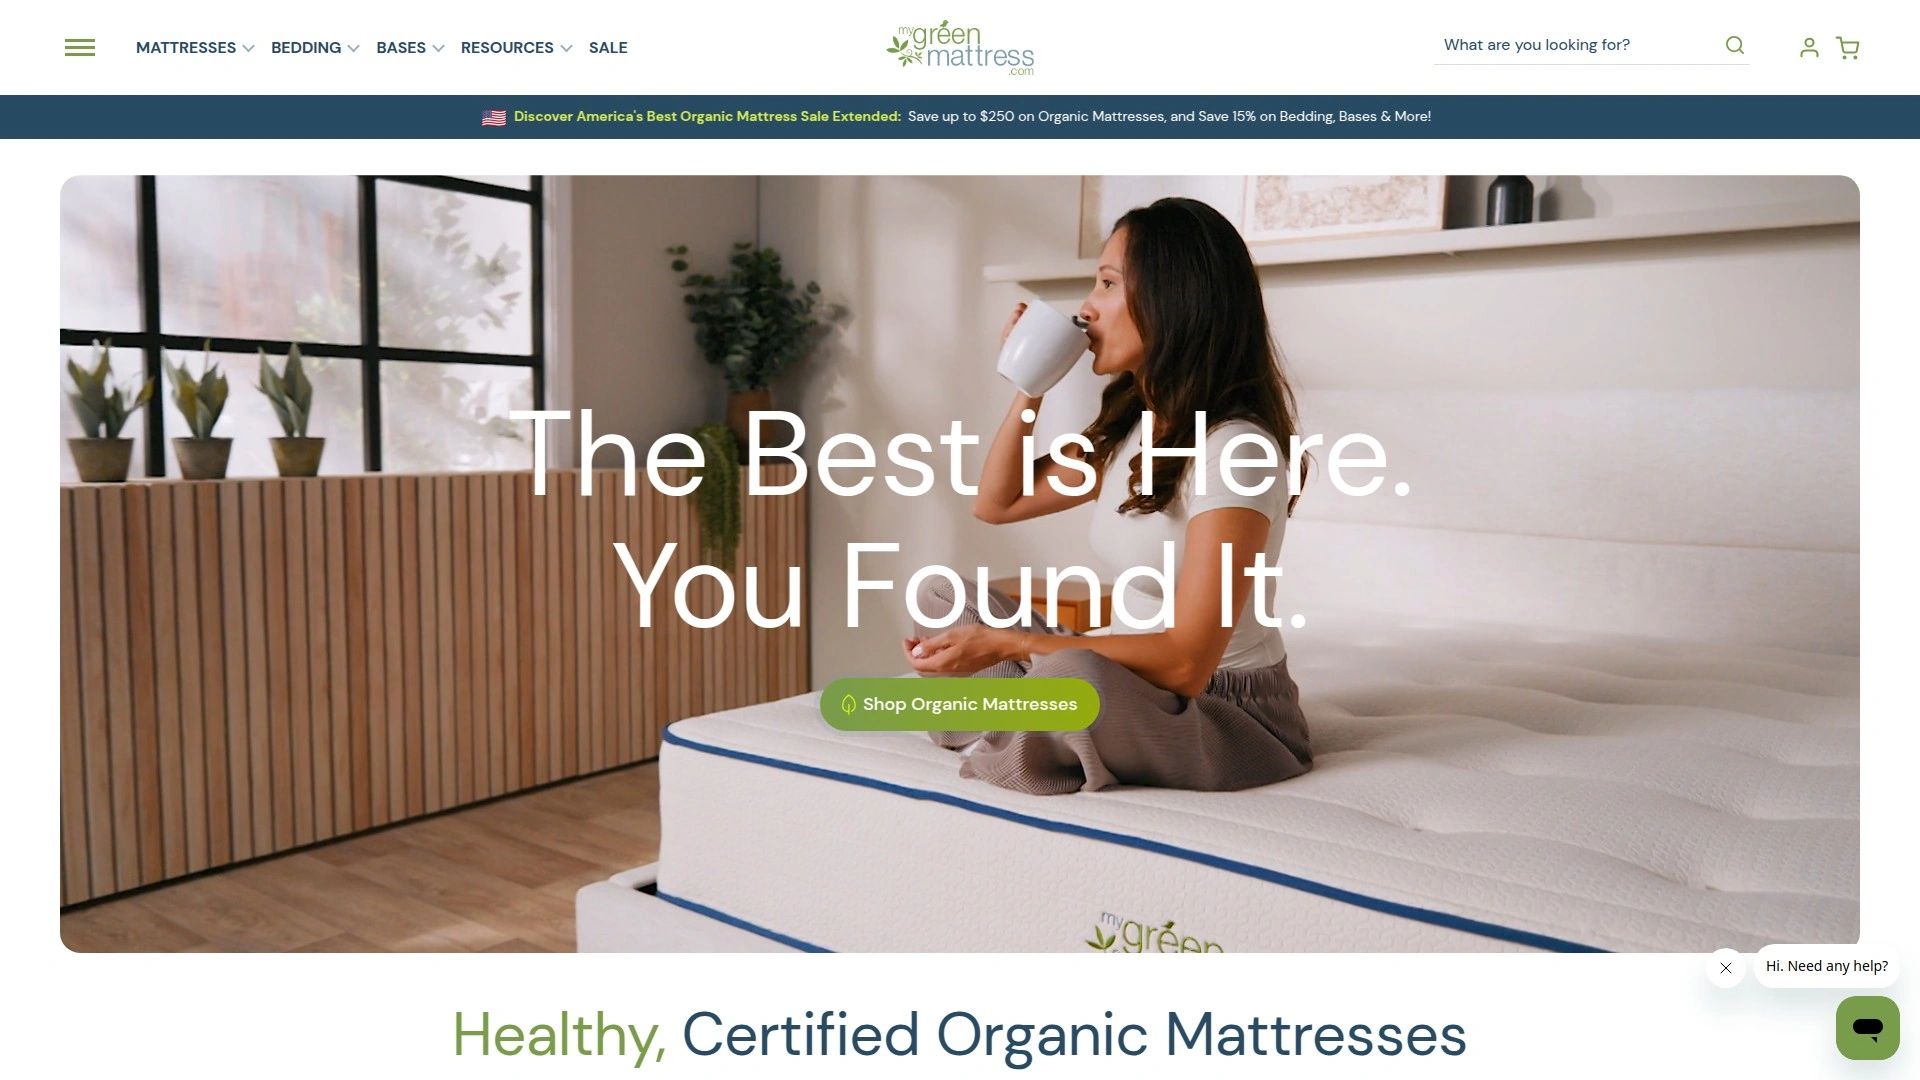 MATTRESSES
BEDDING
BASES
RESOURCES
SALE
my green mattress .com
What are you looking for?
Discover America's Best Organic Mattress Sale Extended: Save up to $250 on Organic Mattresses, and Save 15% on Bedding, Bases & More!
The Best is Here.
You Found It.
Shop Organic Mattresses
my green
Hi. Need any help?
Healthy, Certified Organic Mattresses